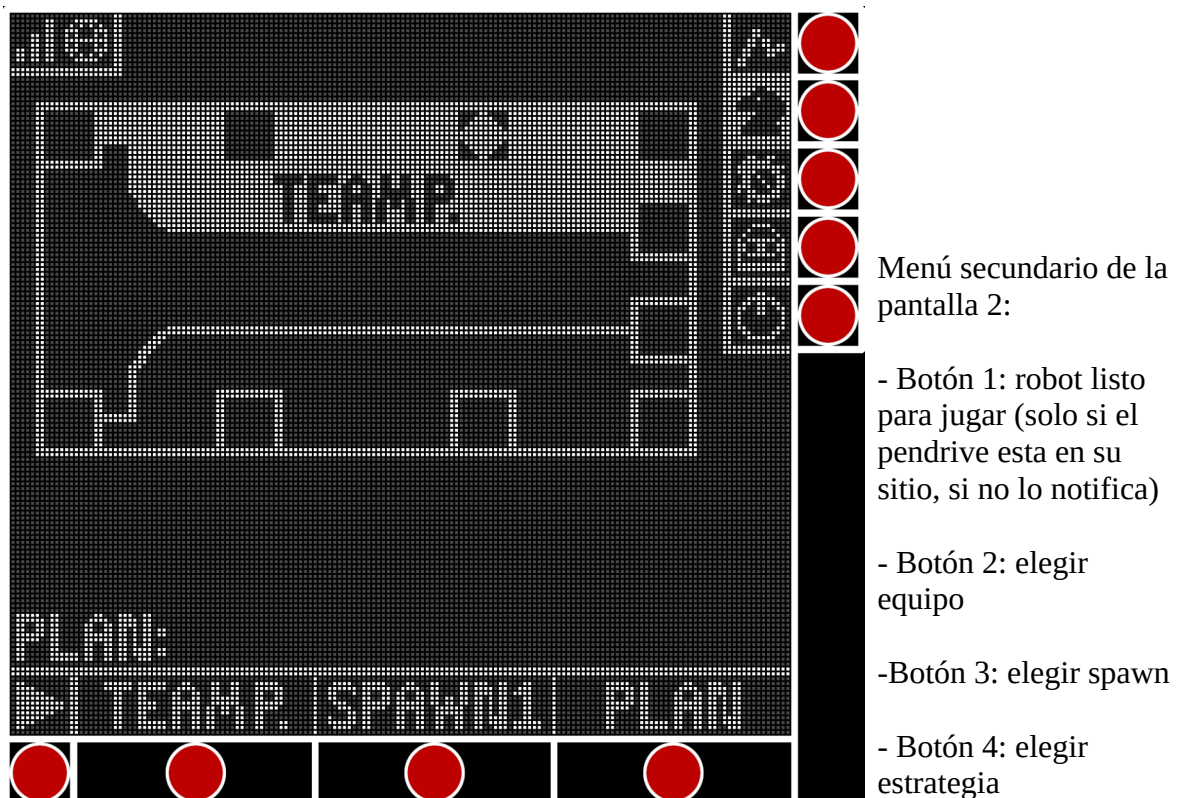 TEAMP.
PLAN:
TEAMP. SPAWN1 PLAN
Menú secundario de la
pantalla 2:
- Botón 1: robot listo
para jugar (solo si el
pendrive esta en su
sitio, si no lo notifica)
- Botón 2: elegir
equipo
-Botón 3: elegir spawn
- Botón 4: elegir
estrategia